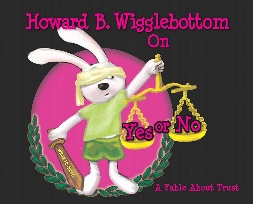 Howard B. Wigglebottom
On
Yes or No
A Fable About Trust